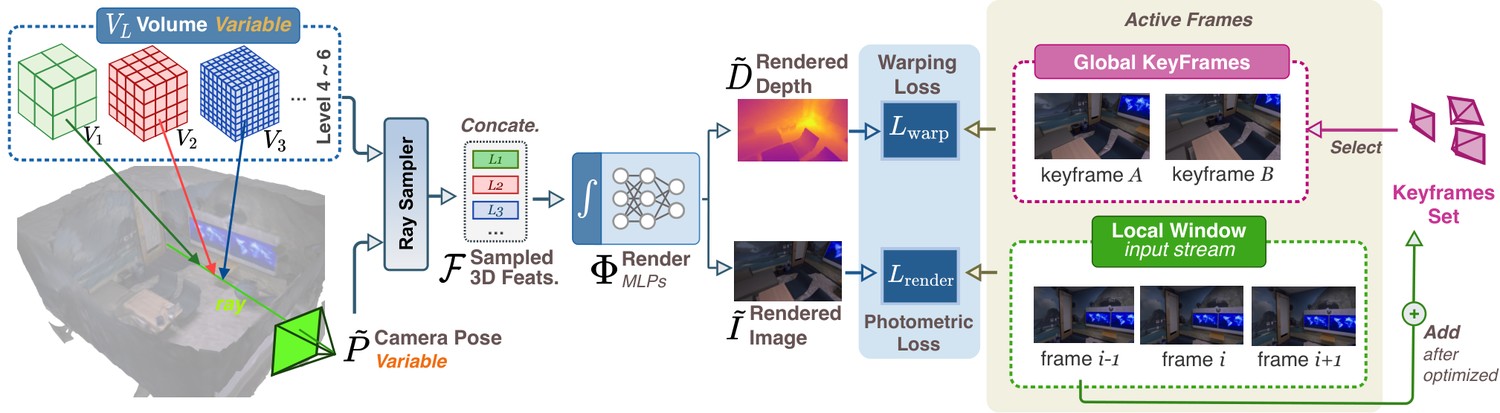 V_L Volume Variable
V_1
V_2
V_3
...
Level 4 ~ 6
ray
P̃ Camera Pose
Variable
Ray Sampler
Concate.
L1
L2
L3
...
ℱ Sampled
3D Feats.
∫
Φ Render
MLPs
D̃ Rendered
Depth
Ĩ Rendered
Image
Warping
Loss
L_warp
L_render
Photometric
Loss
Active Frames
Global KeyFrames
keyframe A
keyframe B
Local Window
input stream
frame i-1
frame i
frame i+1
Select
Keyframes
Set
+
Add
after
optimized